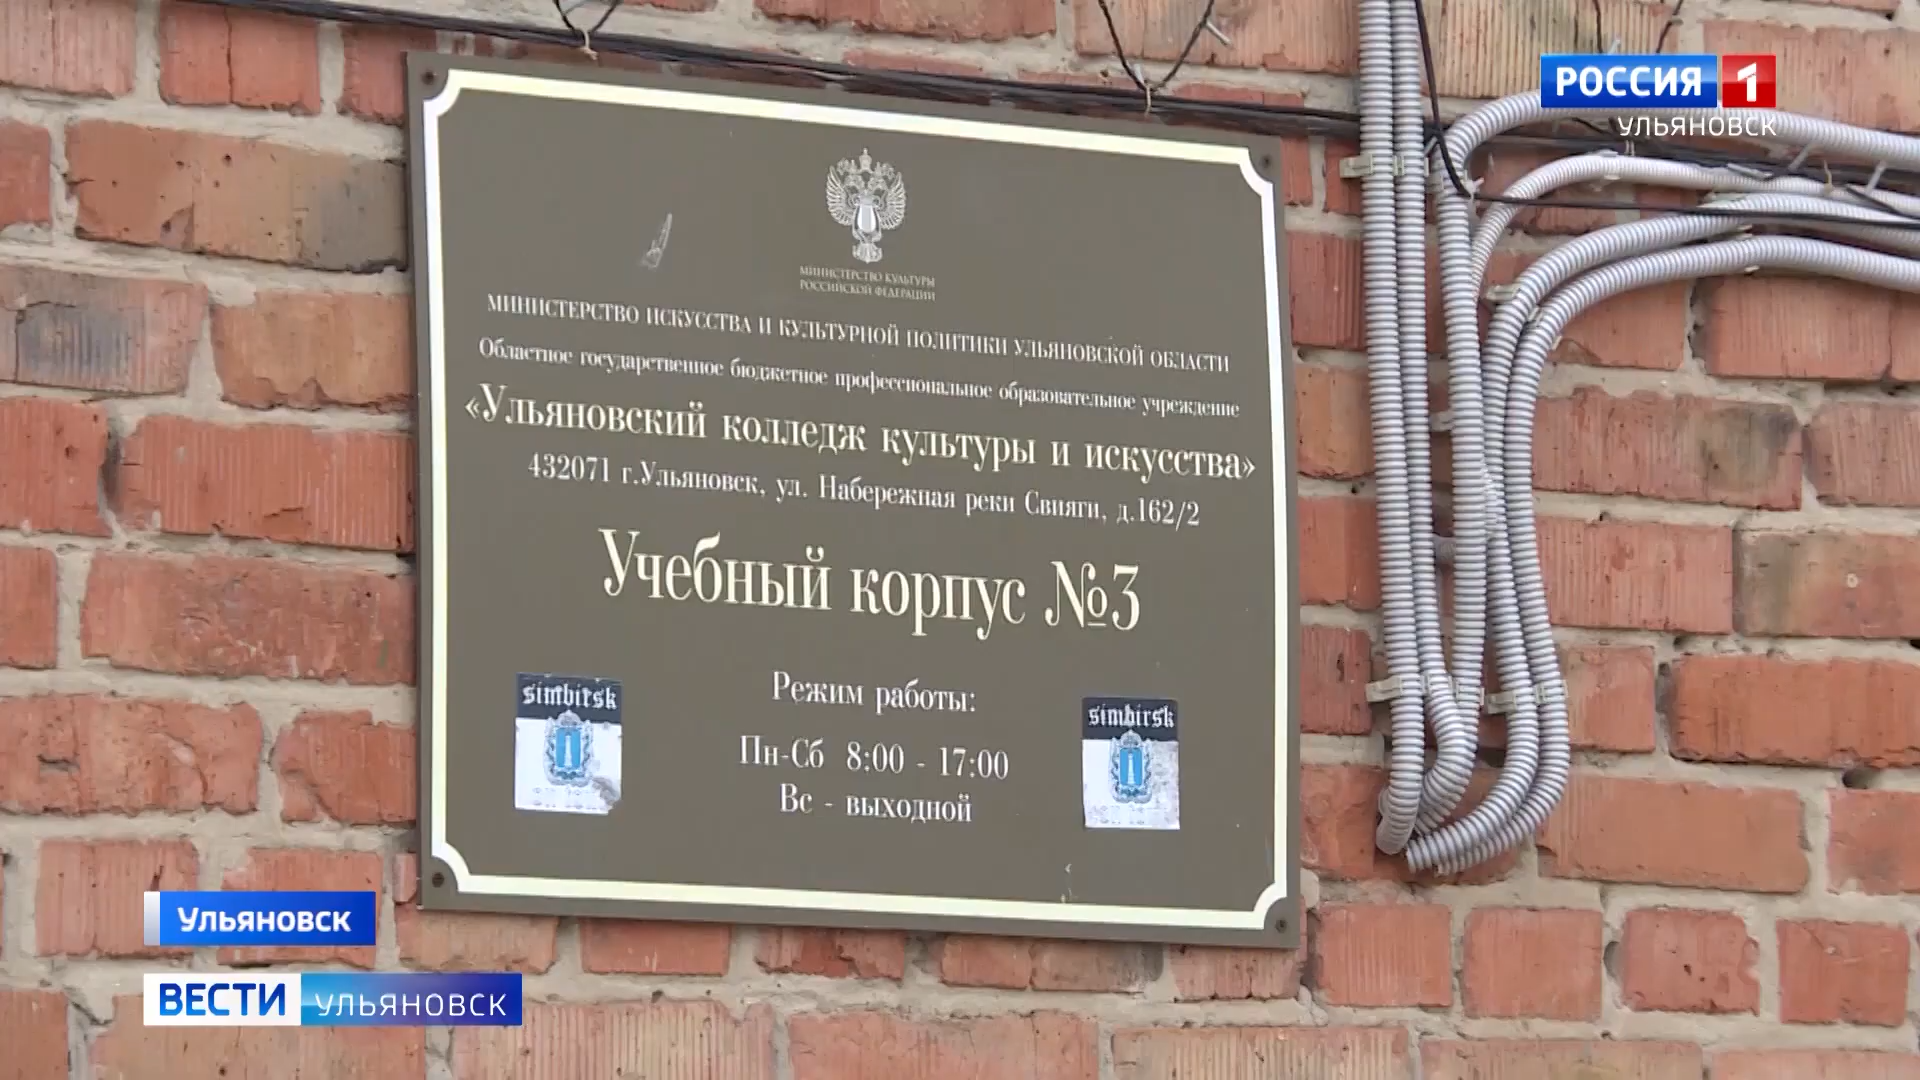 РОССИЯ 1
УЛЬЯНОВСК
МИНИСТЕРСТВО КУЛЬТУРЫ
РОССИЙСКОЙ ФЕДЕРАЦИИ
МИНИСТЕРСТВО ИСКУССТВА И КУЛЬТУРНОЙ ПОЛИТИКИ УЛЬЯНОВСКОЙ ОБЛАСТИ
Областное государственное бюджетное профессиональное образовательное учреждение
«Ульяновский колледж культуры и искусства»
432071 г.Ульяновск, ул. Набережная реки Свияги, д.162/2
Учебный корпус №3
simbirsk
simbirsk
Режим работы:
Пн-Сб 8:00 - 17:00
Вс - выходной
Ульяновск
ВЕСТИ УЛЬЯНОВСК